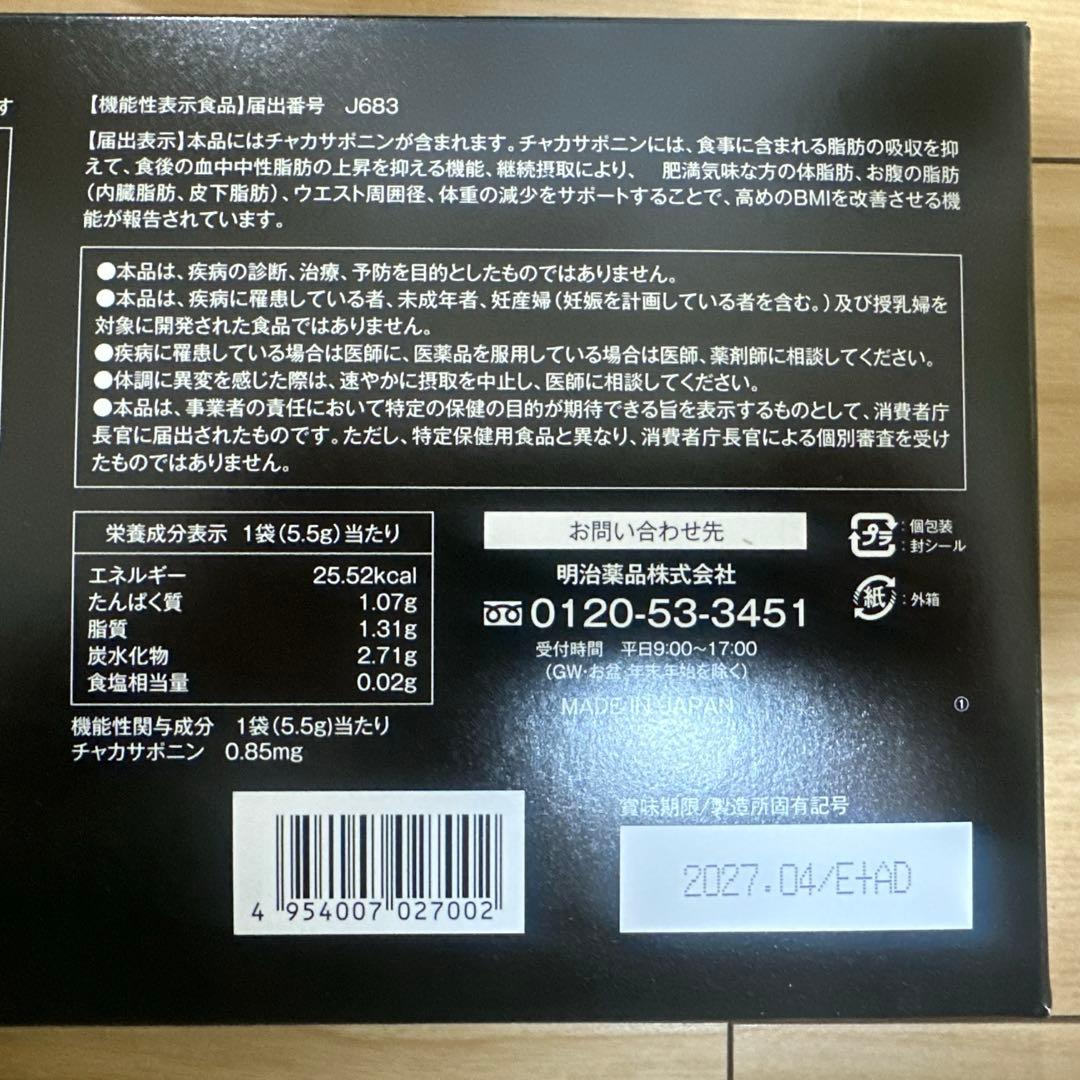 す
【機能性表示食品】届出番号　J683
【届出表示】本品にはチャカサポニンが含まれます。チャカサポニンには、食事に含まれる脂肪の吸収を抑
えて、食後の血中中性脂肪の上昇を抑える機能、継続摂取により、　肥満気味な方の体脂肪、お腹の脂肪
（内臓脂肪、皮下脂肪）、ウエスト周囲径、体重の減少をサポートすることで、高めのBMIを改善させる機
能が報告されています。
●本品は、疾病の診断、治療、予防を目的としたものではありません。
●本品は、疾病に罹患している者、未成年者、妊産婦（妊娠を計画している者を含む。）及び授乳婦を
対象に開発された食品ではありません。
●疾病に罹患している場合は医師に、医薬品を服用している場合は医師、薬剤師に相談してください。
●体調に異変を感じた際は、速やかに摂取を中止し、医師に相談してください。
●本品は、事業者の責任において特定の保健の目的が期待できる旨を表示するものとして、消費者庁
長官に届出されたものです。ただし、特定保健用食品と異なり、消費者庁長官による個別審査を受け
たものではありません。
栄養成分表示　1袋（5.5g）当たり
エネルギー　25.52kcal
たんぱく質　1.07g
脂質　1.31g
炭水化物　2.71g
食塩相当量　0.02g
機能性関与成分　1袋（5.5g）当たり
チャカサポニン　0.85mg
お問い合わせ先
明治薬品株式会社
0120-53-3451
受付時間　平日9:00～17:00
（GW・お盆・年末年始を除く）
MADE IN JAPAN
プラ：個包装
：封シール
紙：外箱
①
4 954007 027002
賞味期限/製造所固有記号
2027.04/E+AD